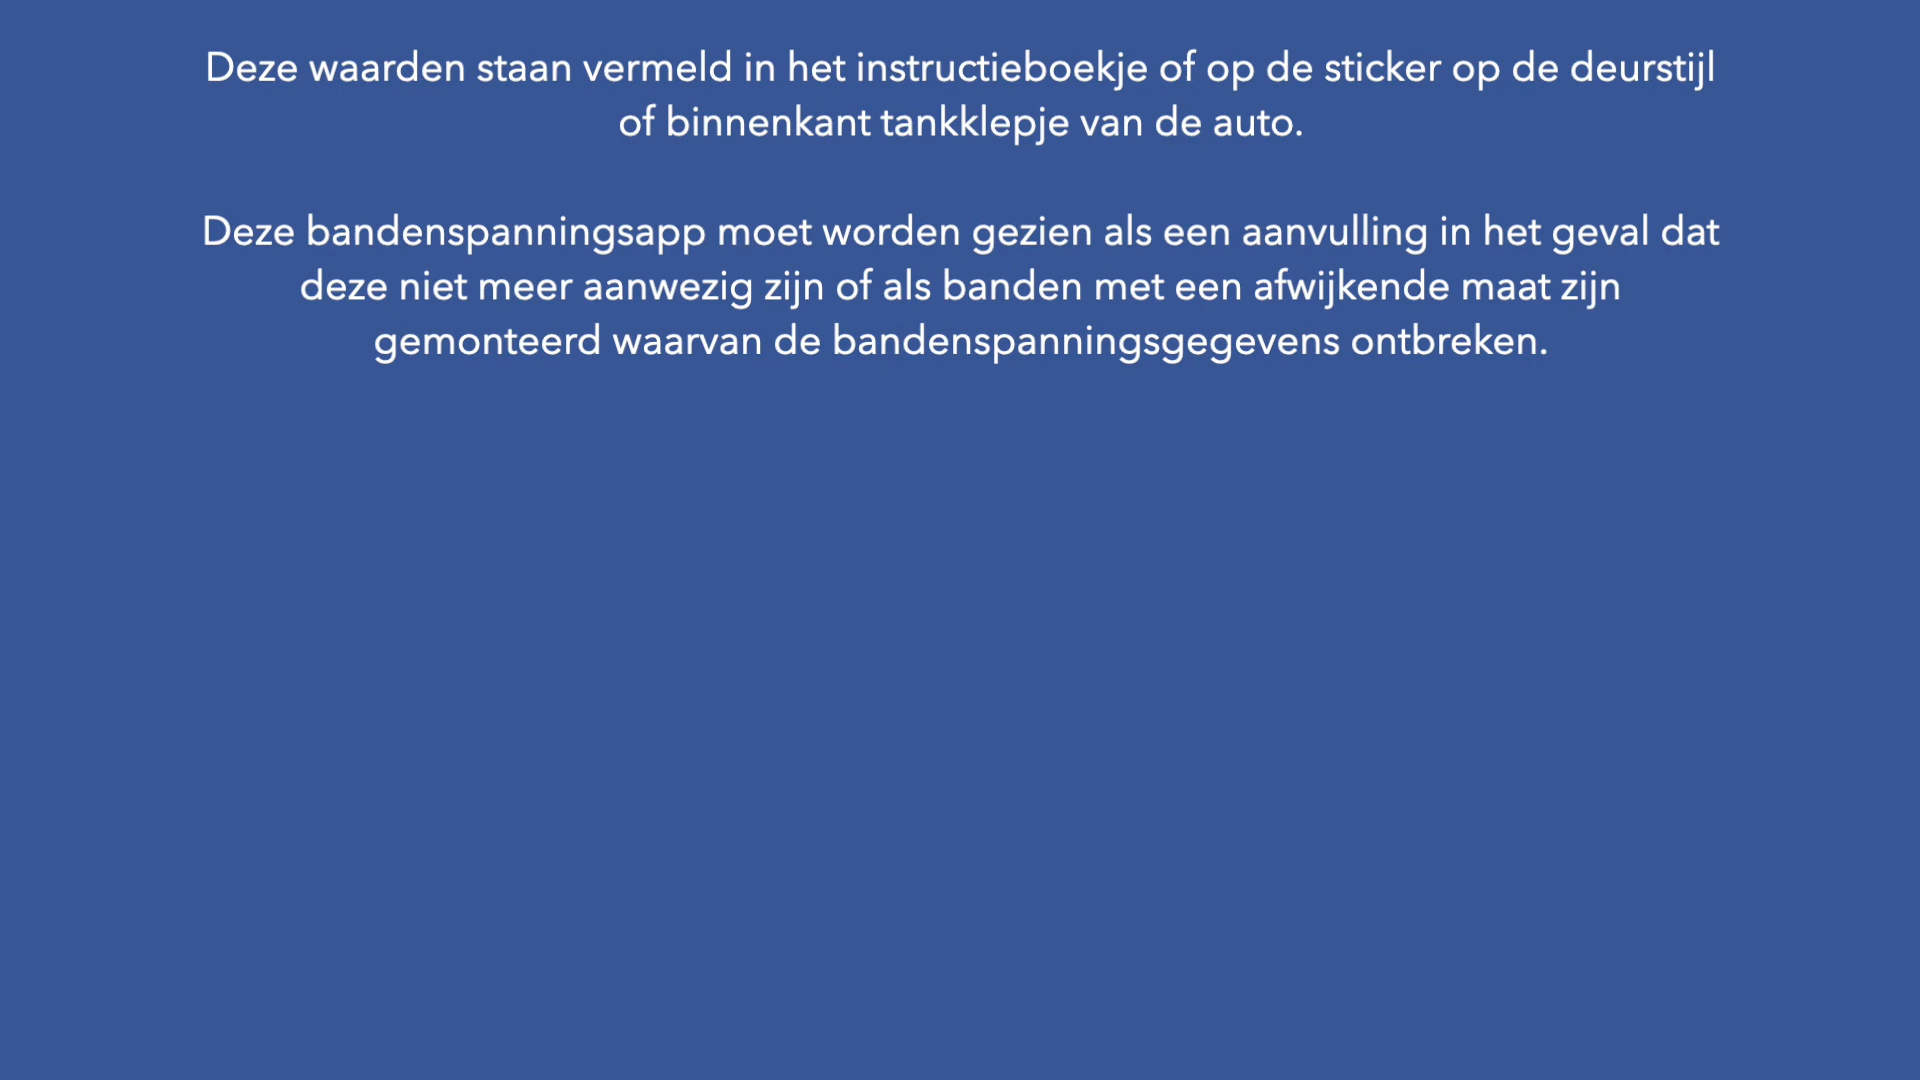 Deze waarden staan vermeld in het instructieboekje of op de sticker op de deurstijl
of binnenkant tankklepje van de auto.
Deze bandenspanningsapp moet worden gezien als een aanvulling in het geval dat
deze niet meer aanwezig zijn of als banden met een afwijkende maat zijn
gemonteerd waarvan de bandenspanningsgegevens ontbreken.